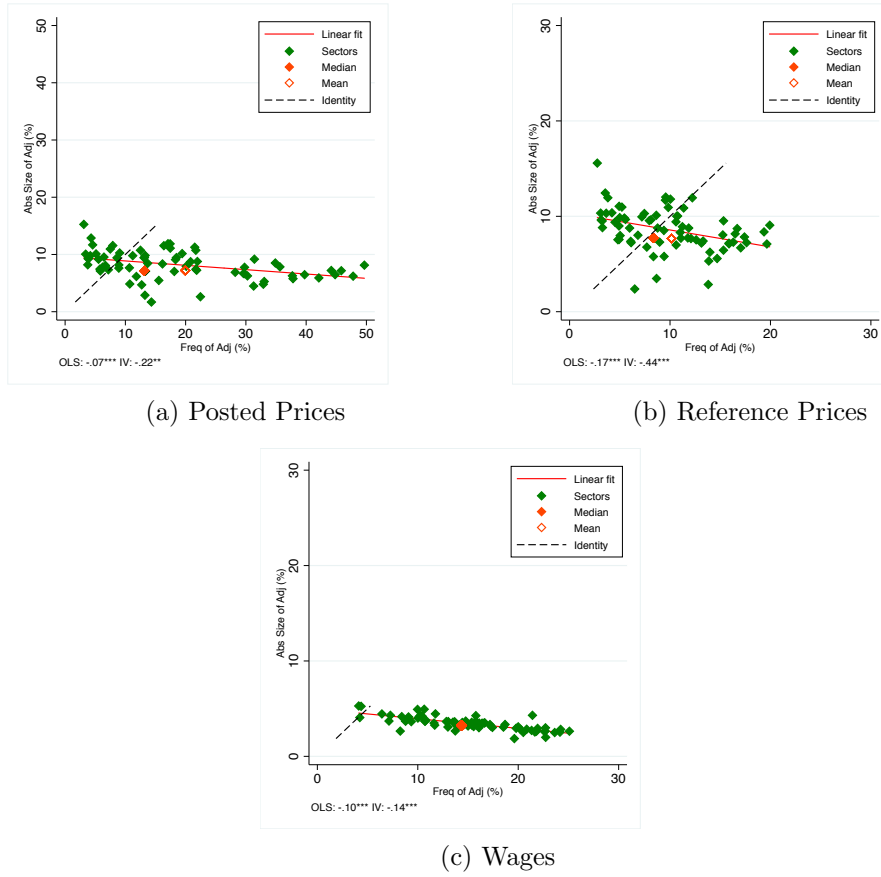 50
40
30
20
10
0
Abs Size of Adj (%)
Linear fit
Sectors
Median
Mean
Identity
0 10 20 30 40 50
Freq of Adj (%)
OLS: -.07*** IV: -.22**
(a) Posted Prices
30
20
10
0
Abs Size of Adj (%)
Linear fit
Sectors
Median
Mean
Identity
0 10 20 30
Freq of Adj (%)
OLS: -.17*** IV: -.44***
(b) Reference Prices
30
20
10
0
Abs Size of Adj (%)
Linear fit
Sectors
Median
Mean
Identity
0 10 20 30
Freq of Adj (%)
OLS: -.10*** IV: -.14***
(c) Wages